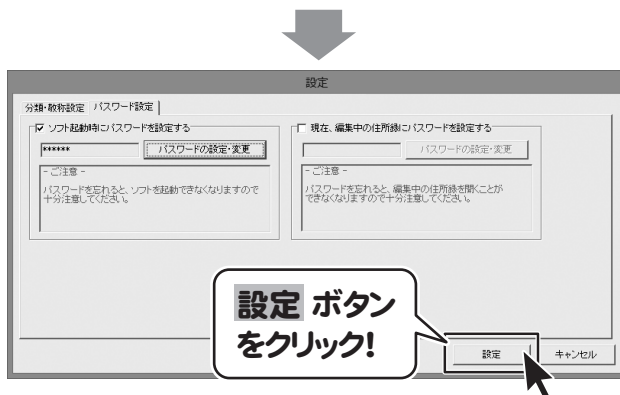 設定
分類・敬称設定 パスワード設定
ソフト起動時にパスワードを設定する
******
パスワードの設定・変更
- ご注意 -
パスワードを忘れると、ソフトを起動できなくなりますので
十分注意してください。
現在、編集中の住所録にパスワードを設定する
パスワードの設定・変更
- ご注意 -
パスワードを忘れると、編集中の住所録を開くことが
できなくなりますので十分注意してください。
設定 ボタン
をクリック!
設定
キャンセル